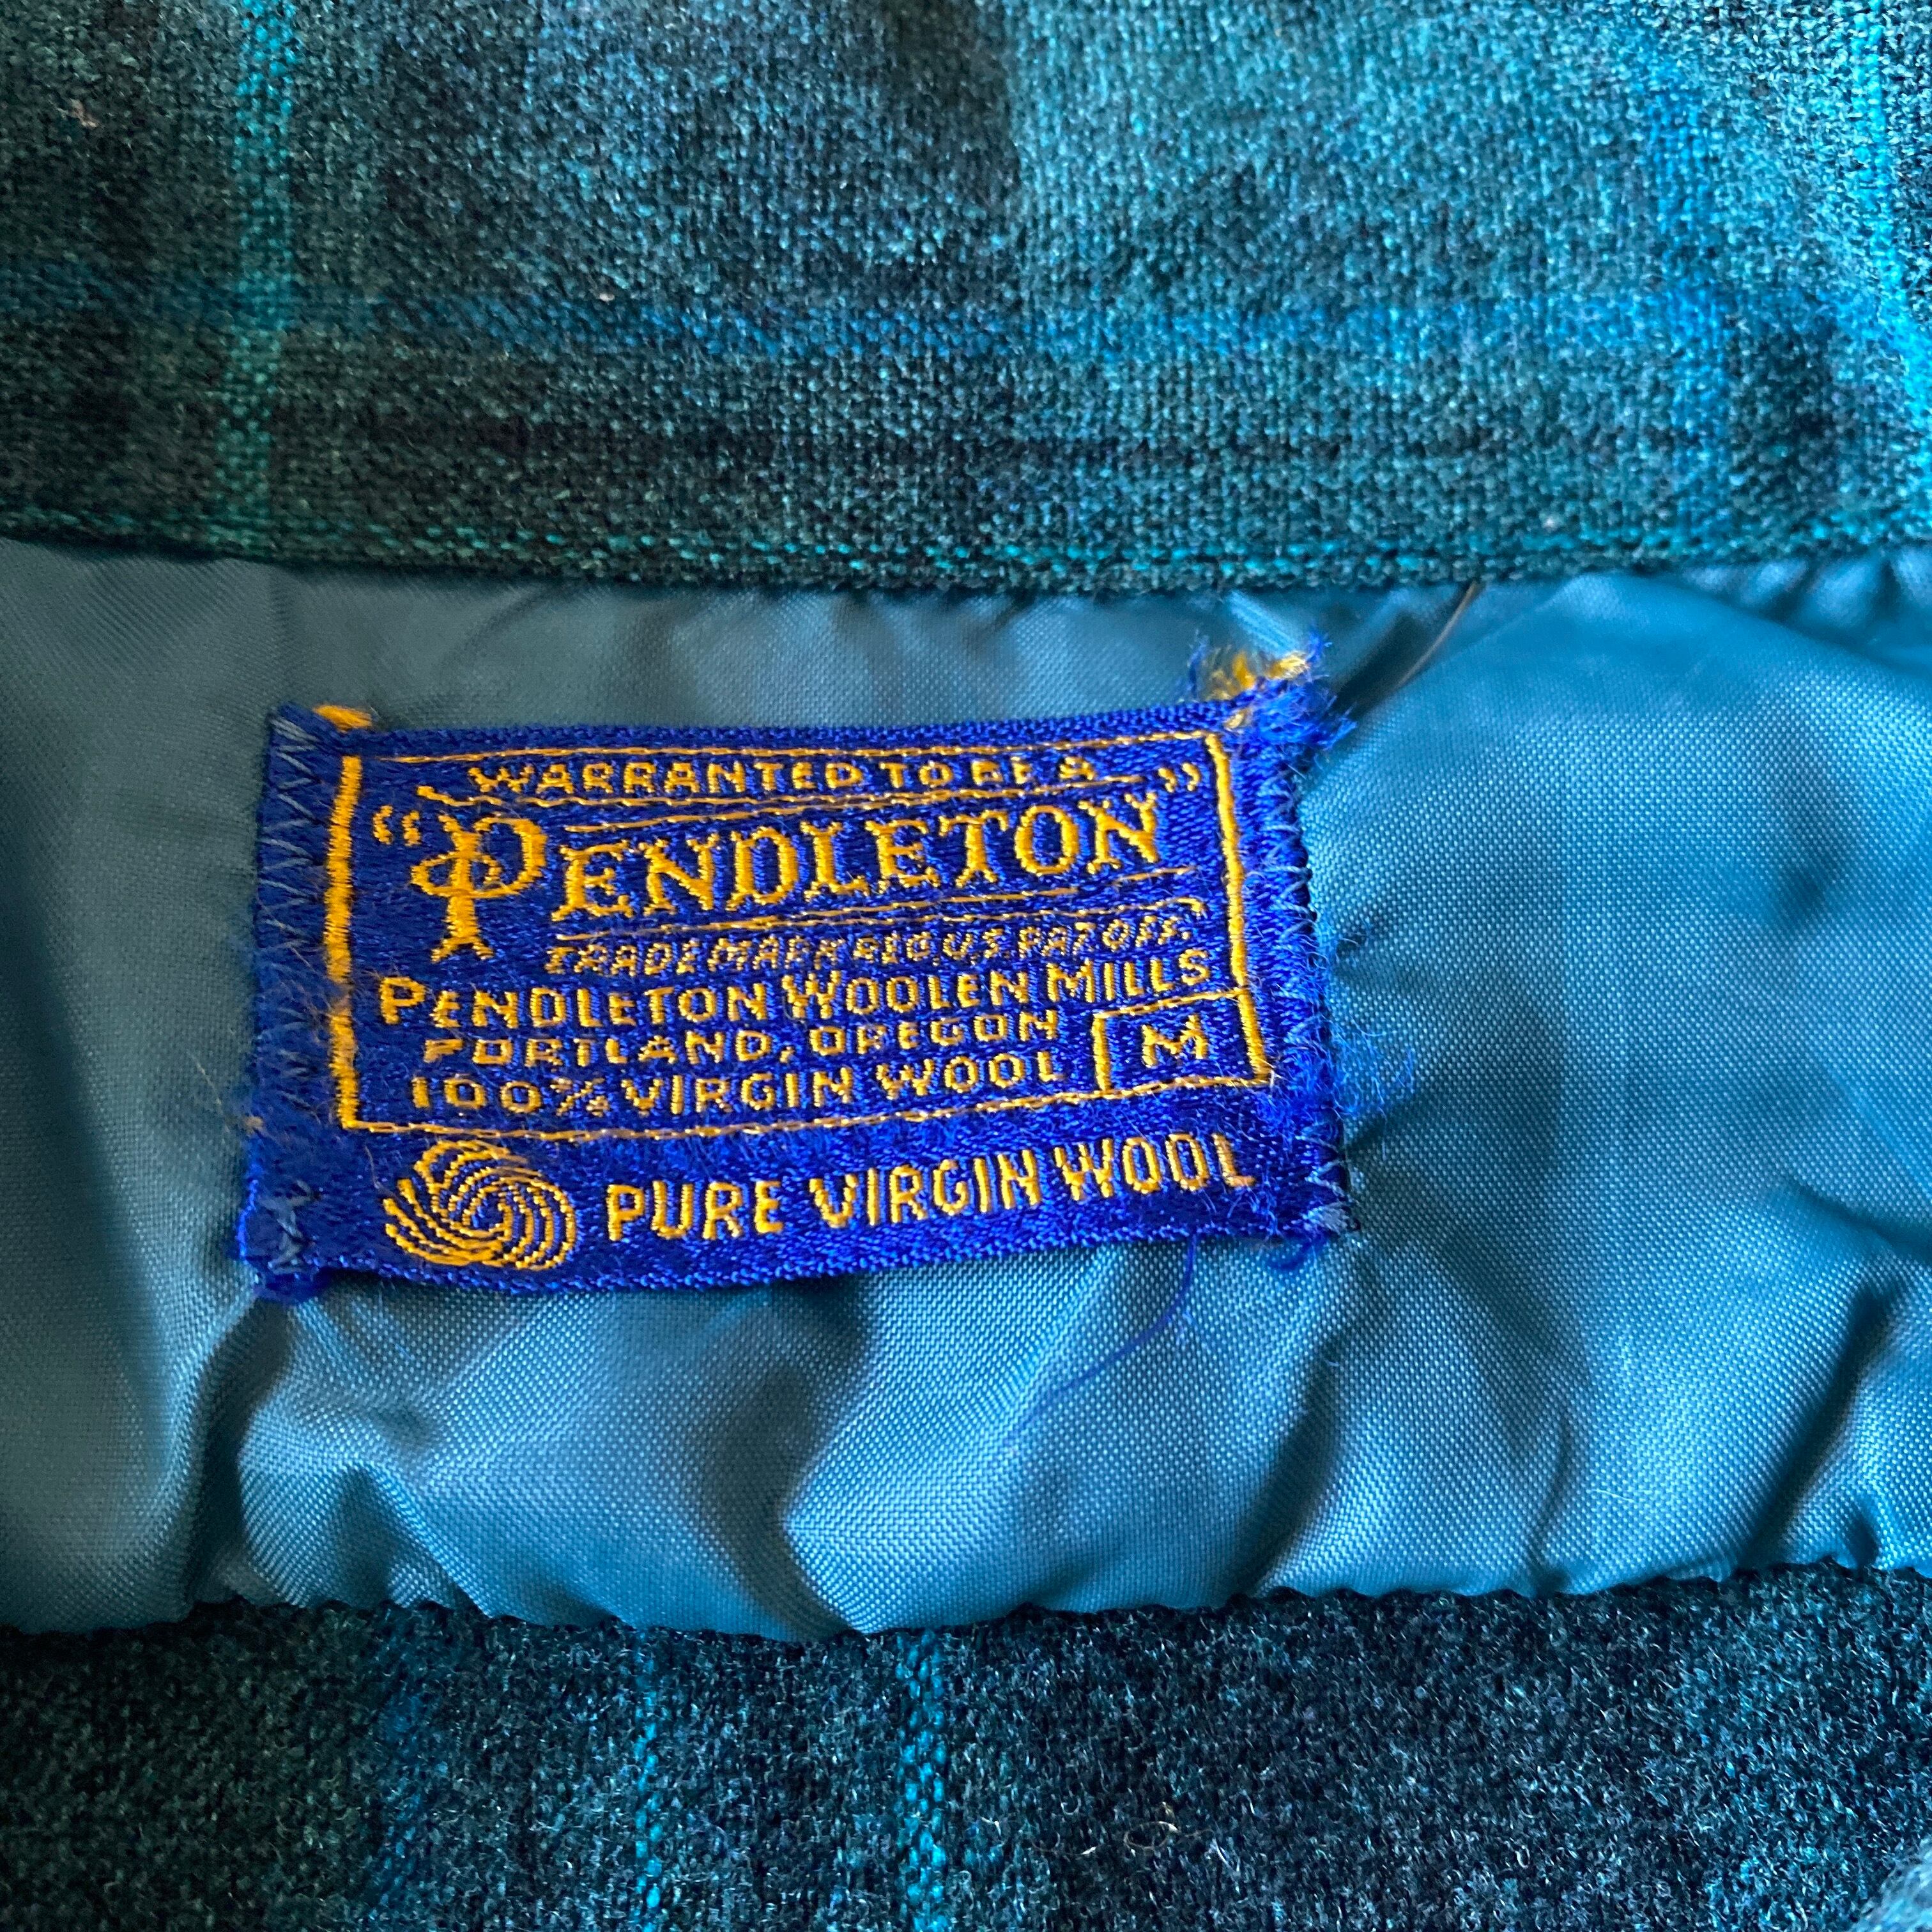 WARRANTED TO BE A
"PENDLETON"
TRADE MARK REG. U.S. PAT. OFF.
PENDLETON WOOLEN MILLS
PORTLAND, OREGON
100% VIRGIN WOOL M
PURE VIRGIN WOOL